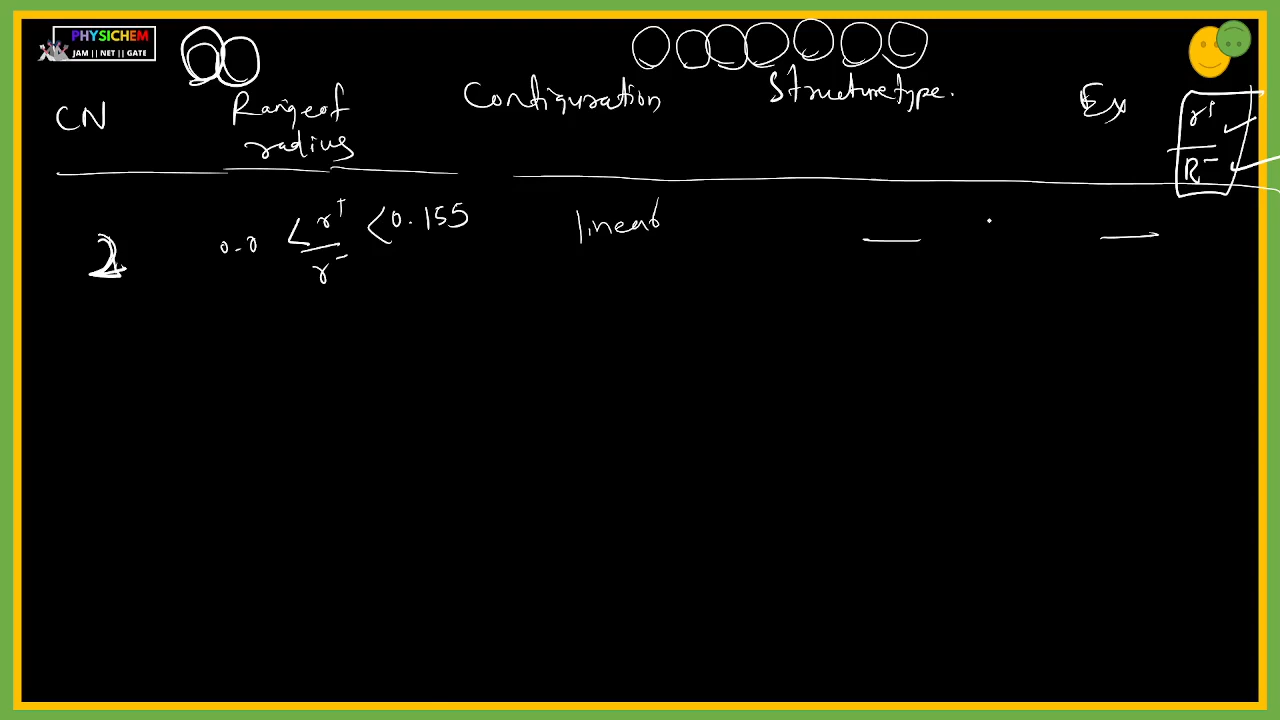 PHYSICHEM
JAM || NET || GATE
CN
Range of
radius
Configuration
Structure type.
Ex
r+
R-
2
0.0 < r+ / r- < 0.155
linear